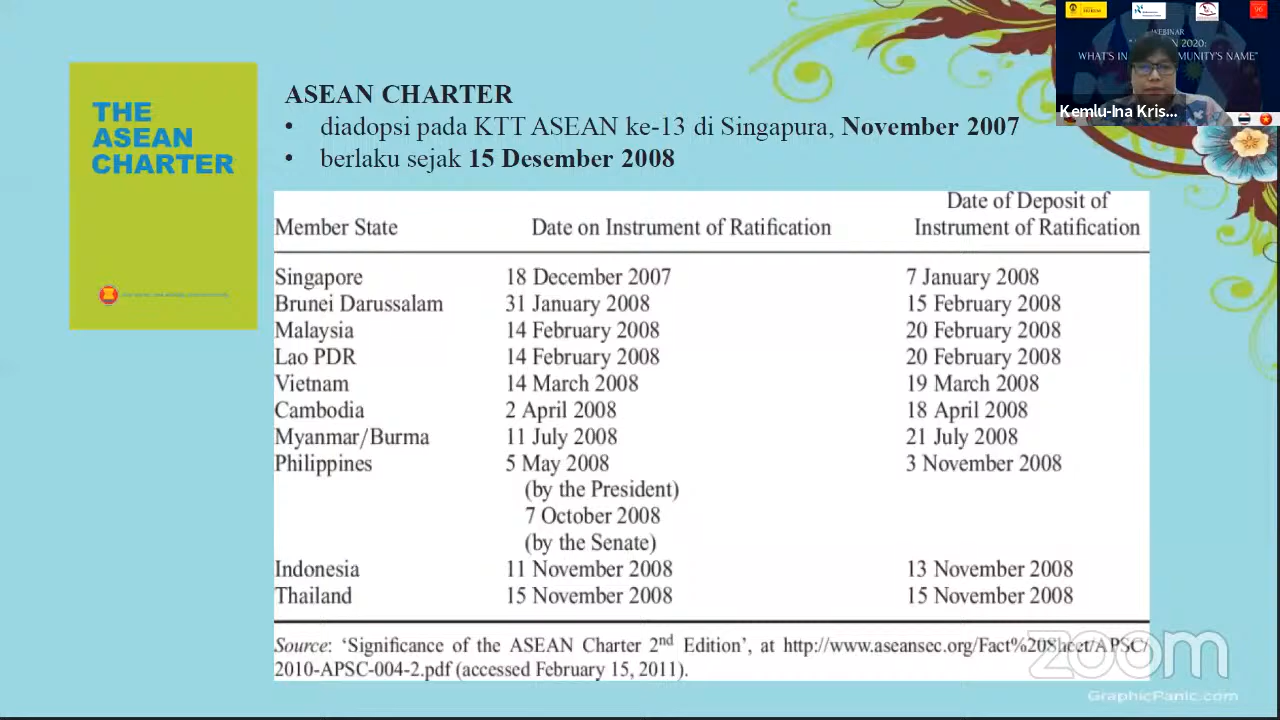 THE
ASEAN
CHARTER
ASEAN CHARTER
• diadopsi pada KTT ASEAN ke-13 di Singapura, November 2007
• berlaku sejak 15 Desember 2008
WEBINAR
2020:
WHAT'S IN
MUNITY'S NAME"
Kemlu-Ina Kris...
Member State Date on Instrument of Ratification Date of Deposit of
Instrument of Ratification
Singapore 18 December 2007 7 January 2008
Brunei Darussalam 31 January 2008 15 February 2008
Malaysia 14 February 2008 20 February 2008
Lao PDR 14 February 2008 20 February 2008
Vietnam 14 March 2008 19 March 2008
Cambodia 2 April 2008 18 April 2008
Myanmar/Burma 11 July 2008 21 July 2008
Philippines 5 May 2008 3 November 2008
(by the President)
7 October 2008
(by the Senate)
Indonesia 11 November 2008 13 November 2008
Thailand 15 November 2008 15 November 2008
Source: ‘Significance of the ASEAN Charter 2nd Edition’, at http://www.aseansec.org/Fact%20Sheet/APSC/
2010-APSC-004-2.pdf (accessed February 15, 2011).
zoom
GraphicPanic.com